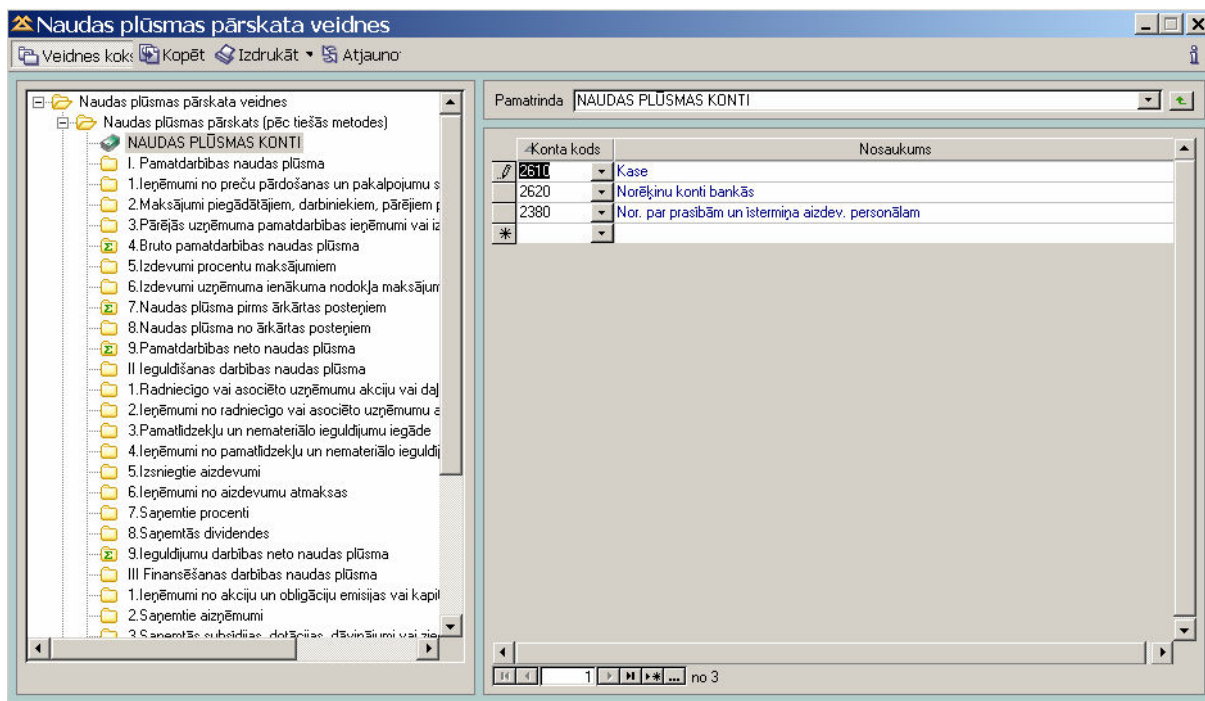 Naudas plūsmas pārskata veidnes
Veidnes koks Kopēt Izdrukāt Atjauno
Naudas plūsmas pārskata veidnes
Naudas plūsmas pārskats (pēc tiešās metodes)
NAUDAS PLŪSMAS KONTI
I. Pamatdarbības naudas plūsma
1.Ieņēmumi no preču pārdošanas un pakalpojumu s
2.Maksājumi piegādātājiem, darbiniekiem, pārējiem p
3.Pārējās uzņēmuma pamatdarbības ieņēmumi vai iz
4.Bruto pamatdarbības naudas plūsma
5.Izdevumi procentu maksājumiem
6.Izdevumi uzņēmuma ienākuma nodokļa maksājum
7.Naudas plūsma pirms ārkārtas posteņiem
8.Naudas plūsma no ārkārtas posteņiem
9.Pamatdarbības neto naudas plūsma
II Ieguldīšanas darbības naudas plūsma
1.Radniecīgo vai asociēto uzņēmumu akciju vai daļ
2.Ieņēmumi no radniecīgo vai asociēto uzņēmumu a
3.Pamatlīdzekļu un nemateriālo ieguldījumu iegāde
4.Ieņēmumi no pamatlīdzekļu un nemateriālo ieguldīj
5.Izsniegtie aizdevumi
6.Ieņēmumi no aizdevumu atmaksas
7.Saņemtie procenti
8.Saņemtās dividendes
9.Ieguldījumu darbības neto naudas plūsma
III Finansēšanas darbības naudas plūsma
1.Ieņēmumi no akciju un obligāciju emisijas vai kapit
2.Saņemtie aizņēmumi
3.Saņemtās subsīdijas, dotācijas, dāvinājumi vai zie
Pamatrinda NAUDAS PLŪSMAS KONTI
Konta kods Nosaukums
2610 Kase
2620 Norēķinu konti bankās
2380 Nor. par prasībām un īstermiņa aizdev. personālam
1 no 3